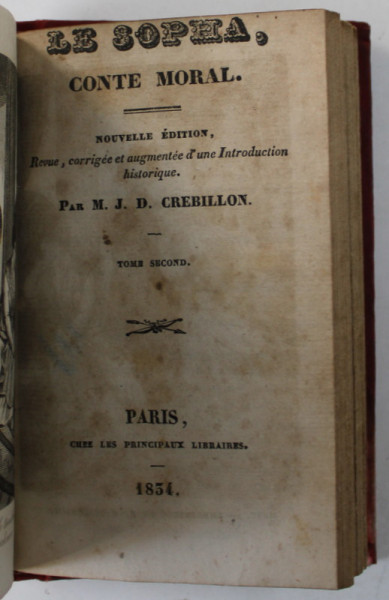 LE SOPHA,
CONTE MORAL.
NOUVELLE ÉDITION,
Revue, corrigée et augmentée d'une Introduction
historique.
PAR M. J. D. CREBILLON.
TOME SECOND.
PARIS,
CHEZ LES PRINCIPAUX LIBRAIRES.
1834.